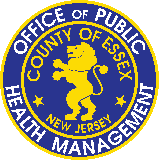 OFFICE OF PUBLIC
HEALTH MANAGEMENT
COUNTY OF ESSEX
NEW JERSEY